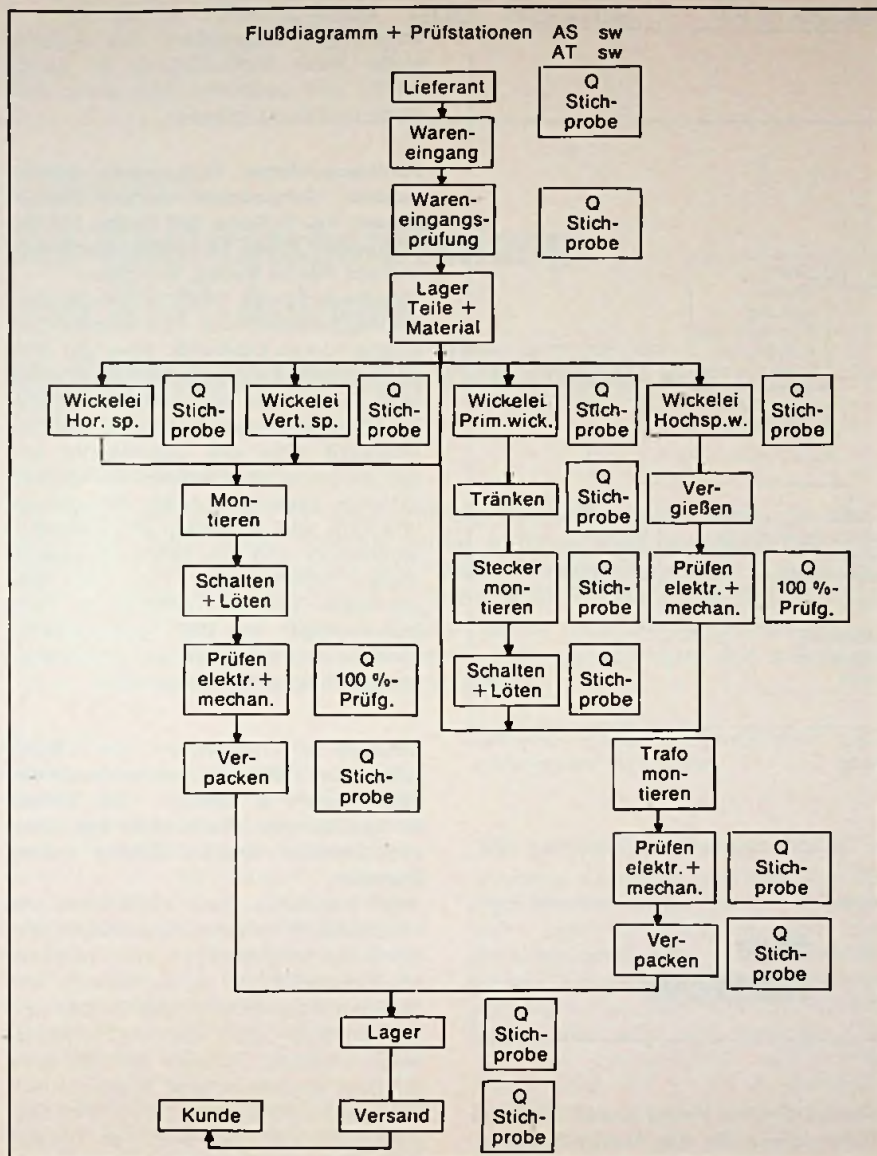 Flußdiagramm + Prüfstationen AS sw
AT sw
Lieferant
Q
Stich-
probe
Waren-
eingang
Waren-
eingangs-
prüfung
Q
Stich-
probe
Lager
Teile +
Material
Wickelei
Hor. sp.
Q
Stich-
probe
Wickelei
Vert. sp.
Q
Stich-
probe
Wickelei
Prim.wick.
Q
Stich-
probe
Wickelei
Hochsp.w.
Q
Stich-
probe
Mon-
tieren
Tränken
Q
Stich-
probe
Ver-
gießen
Schalten
+ Löten
Stecker
mon-
tieren
Q
Stich-
probe
Prüfen
elektr. +
mechan.
Q
100 %-
Prüfg.
Prüfen
elektr. +
mechan.
Q
100 %-
Prüfg.
Schalten
+ Löten
Q
Stich-
probe
Ver-
packen
Q
Stich-
probe
Trafo
mon-
tieren
Prüfen
elektr. +
mechan.
Q
Stich-
probe
Ver-
packen
Q
Stich-
probe
Lager
Q
Stich-
probe
Kunde
Versand
Q
Stich-
probe